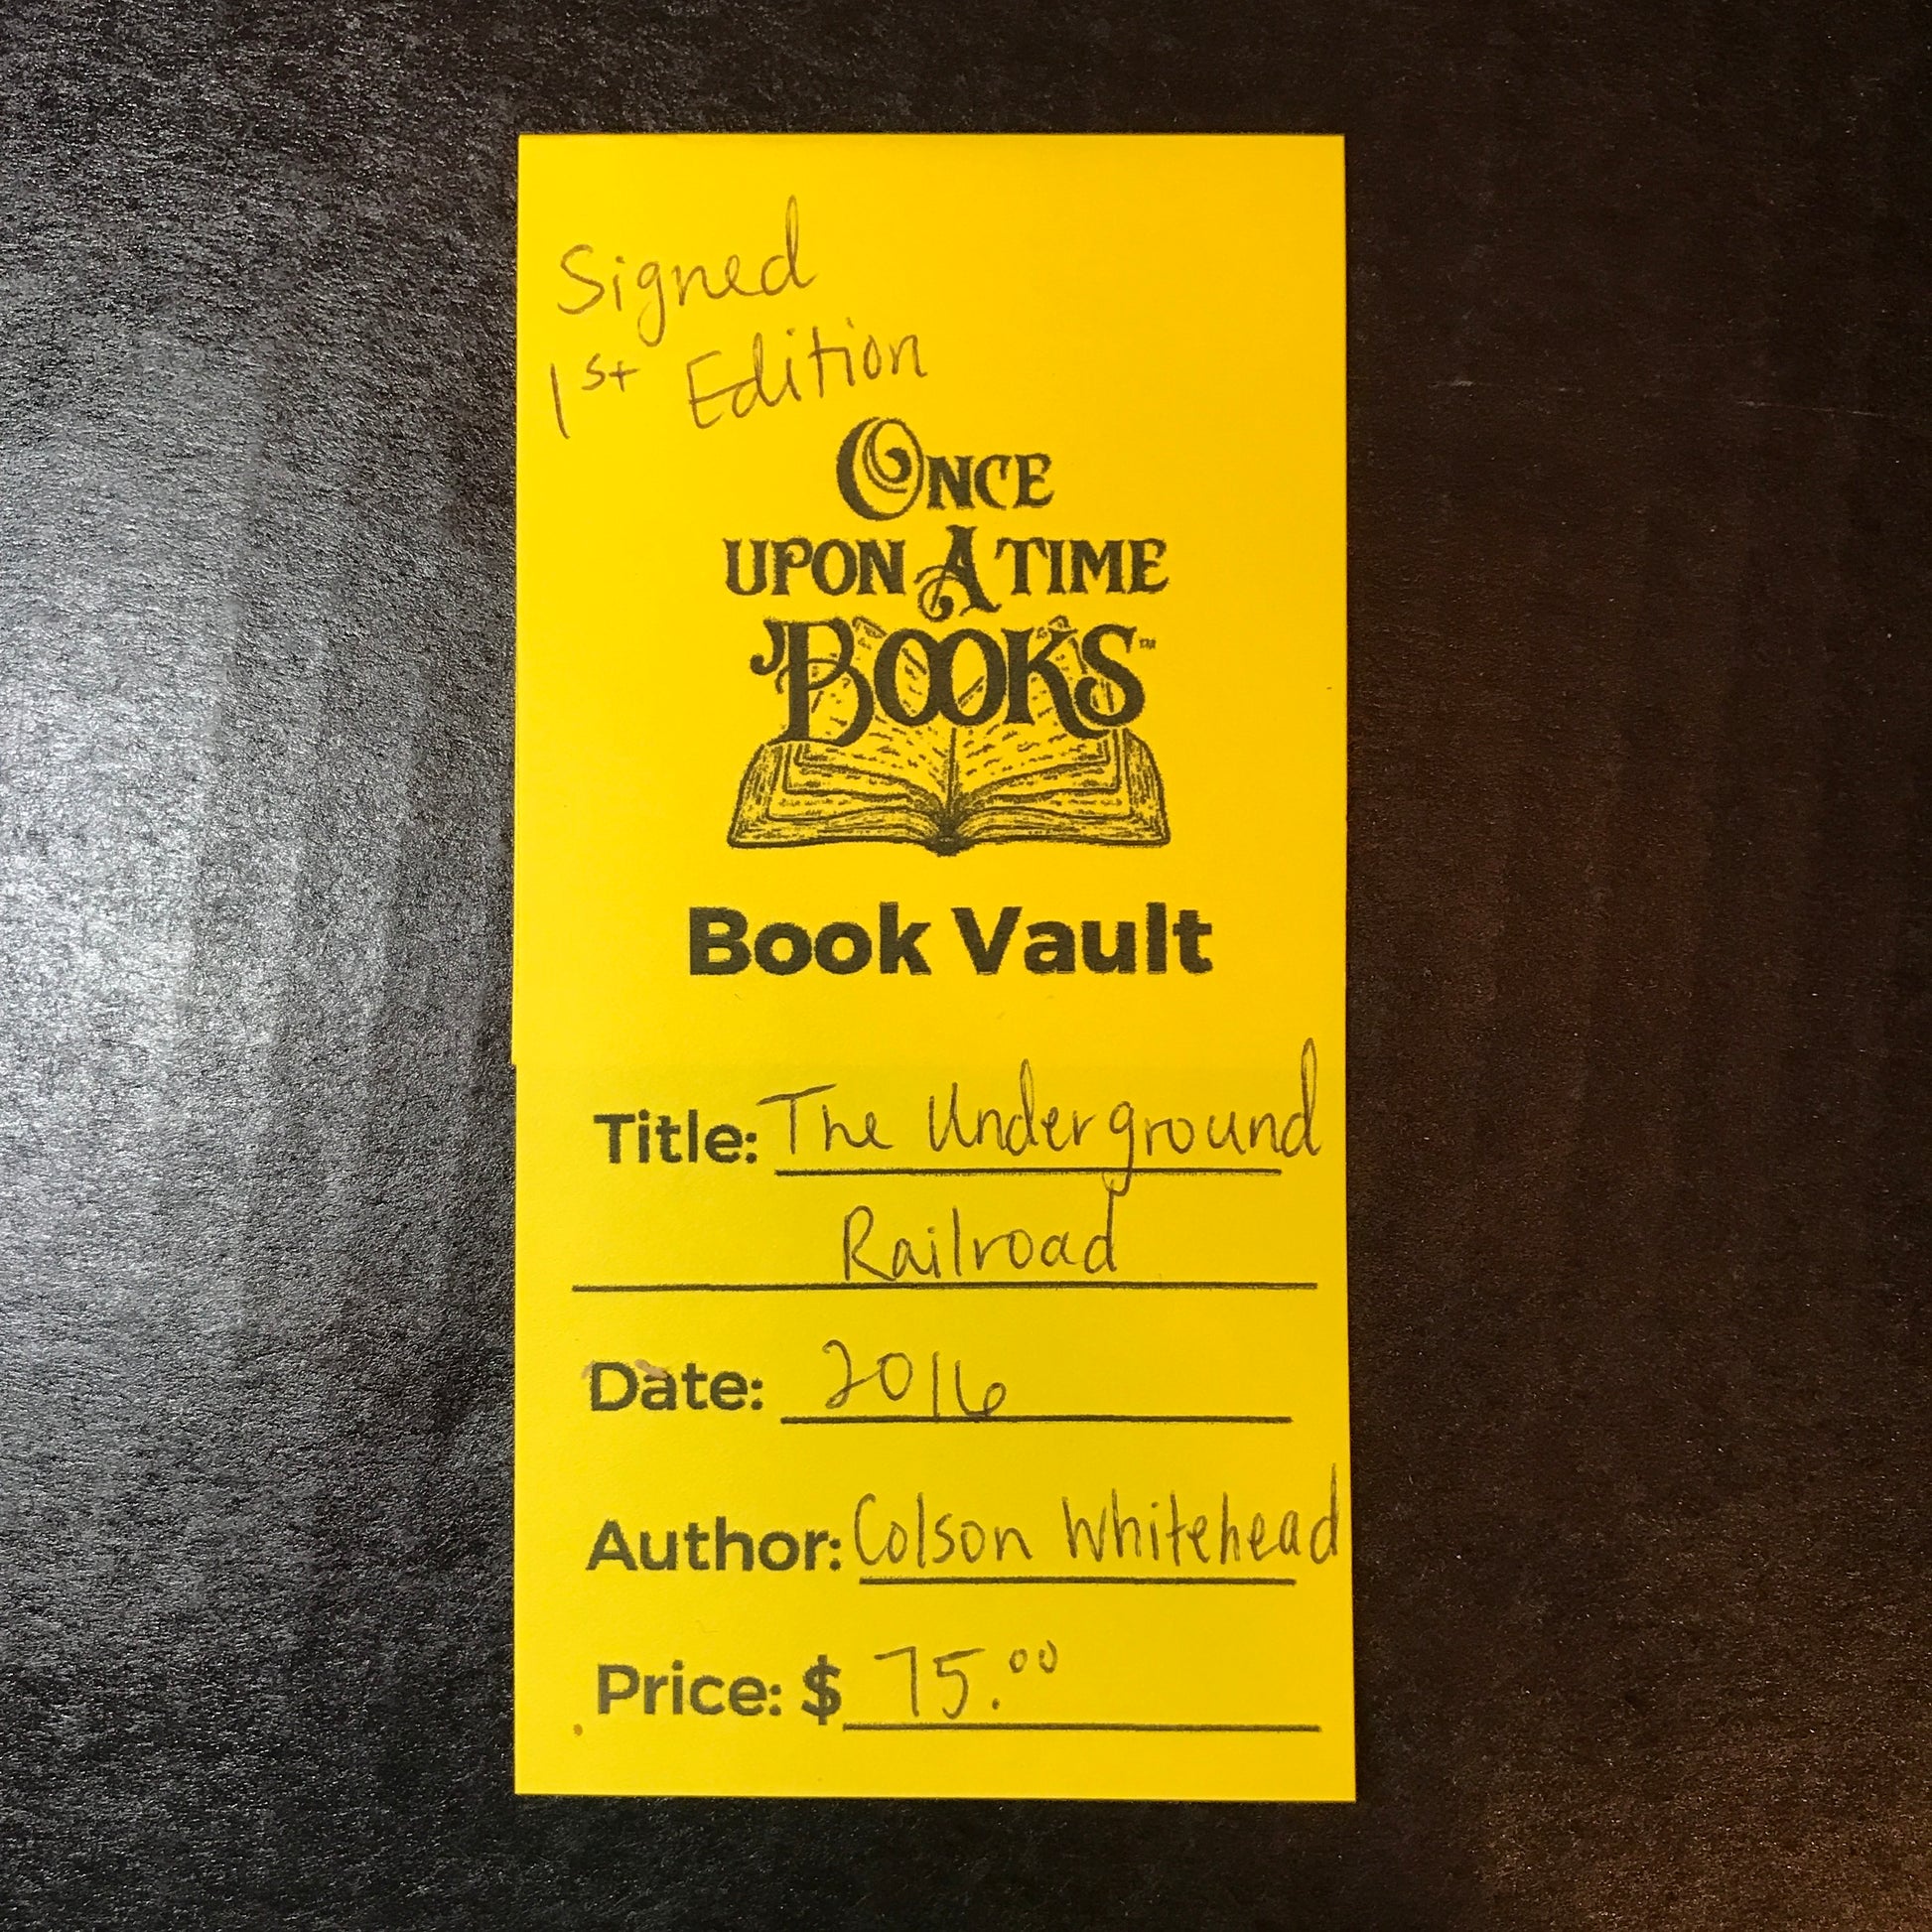 Signed
1st Edition
ONCE
UPON A TIME
BOOKS™
Book Vault
Title: The Underground
Railroad
Date: 2016
Author: Colson Whitehead
Price: $ 75.00